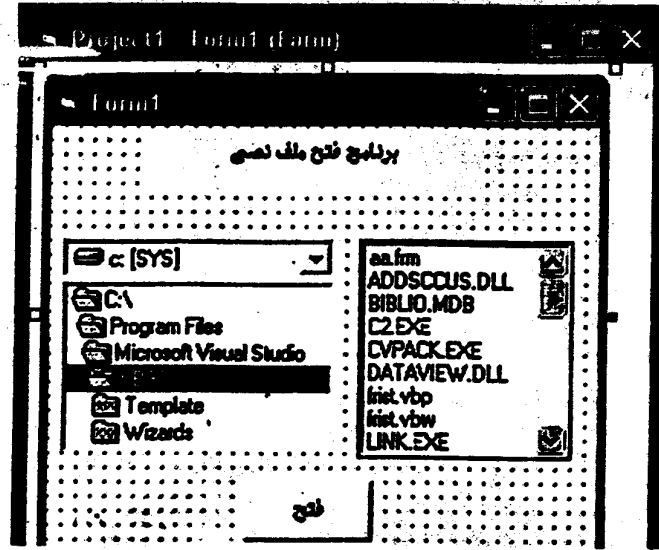 Project1 - Form1 (Form)
Form1
برنامج فتح ملف نصي
c: [SYS]
C:\
Program Files
Microsoft Visual Studio
Template
Wizards
aa.frm
ADDSCCUS.DLL
BIBLIO.MDB
C2.EXE
CVPACK.EXE
DATAVIEW.DLL
frist.vbp
frist.vbw
LINK.EXE
فتح